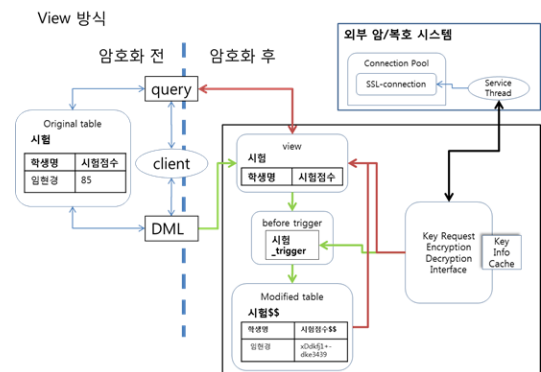 View 방식
암호화 전
암호화 후
외부 암/복호 시스템
Connection Pool
SSL-connection
Service
Thread
query
Original table
시험
학생명 시험점수
임현경 85
client
DML
view
시험
학생명 시험점수
before trigger
시험
_trigger
Modified table
시험$$
학생명 시험점수$$
임현경 xDdkfj1+-
dke3439
Key Request
Encryption
Decryption
Interface
Key
Info
Cache